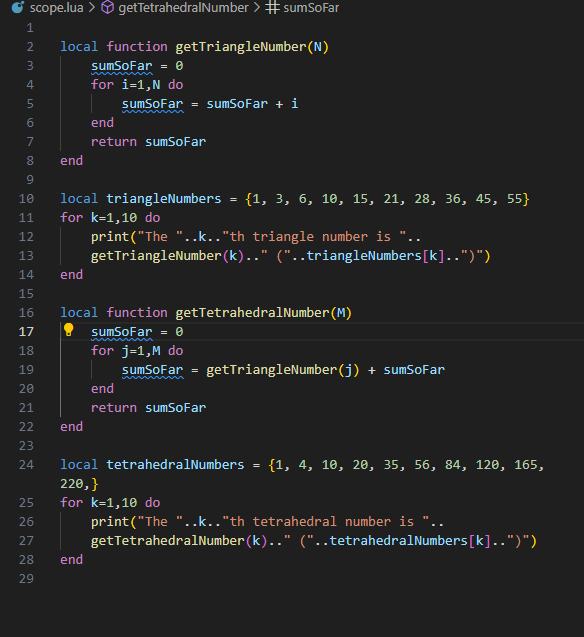 scope.lua > getTetrahedralNumber > sumSoFar
1
2 local function getTriangleNumber(N)
3 sumSoFar = 0
4 for i=1,N do
5 sumSoFar = sumSoFar + i
6 end
7 return sumSoFar
8 end
9
10 local triangleNumbers = {1, 3, 6, 10, 15, 21, 28, 36, 45, 55}
11 for k=1,10 do
12 print("The "..k.."th triangle number is "..
13 getTriangleNumber(k).." ("..triangleNumbers[k]..")")
14 end
15
16 local function getTetrahedralNumber(M)
17 sumSoFar = 0
18 for j=1,M do
19 sumSoFar = getTriangleNumber(j) + sumSoFar
20 end
21 return sumSoFar
22 end
23
24 local tetrahedralNumbers = {1, 4, 10, 20, 35, 56, 84, 120, 165,
220,}
25 for k=1,10 do
26 print("The "..k.."th tetrahedral number is "..
27 getTetrahedralNumber(k).." ("..tetrahedralNumbers[k]..")")
28 end
29